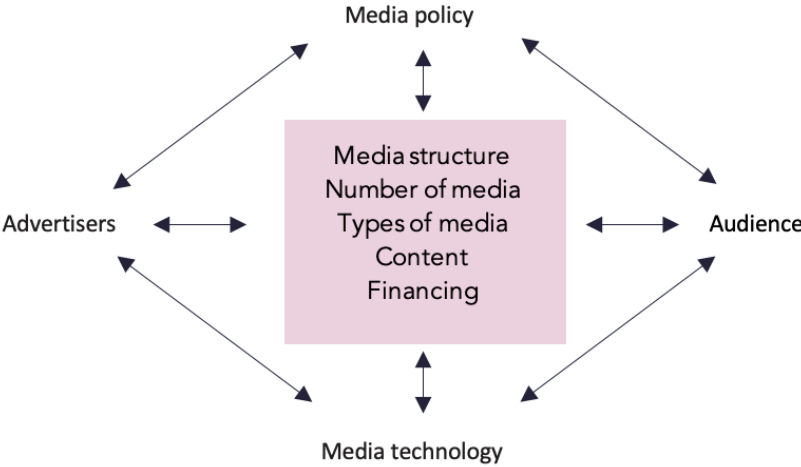 Media policy
Media structure
Number of media
Types of media
Content
Financing
Advertisers
Audience
Media technology